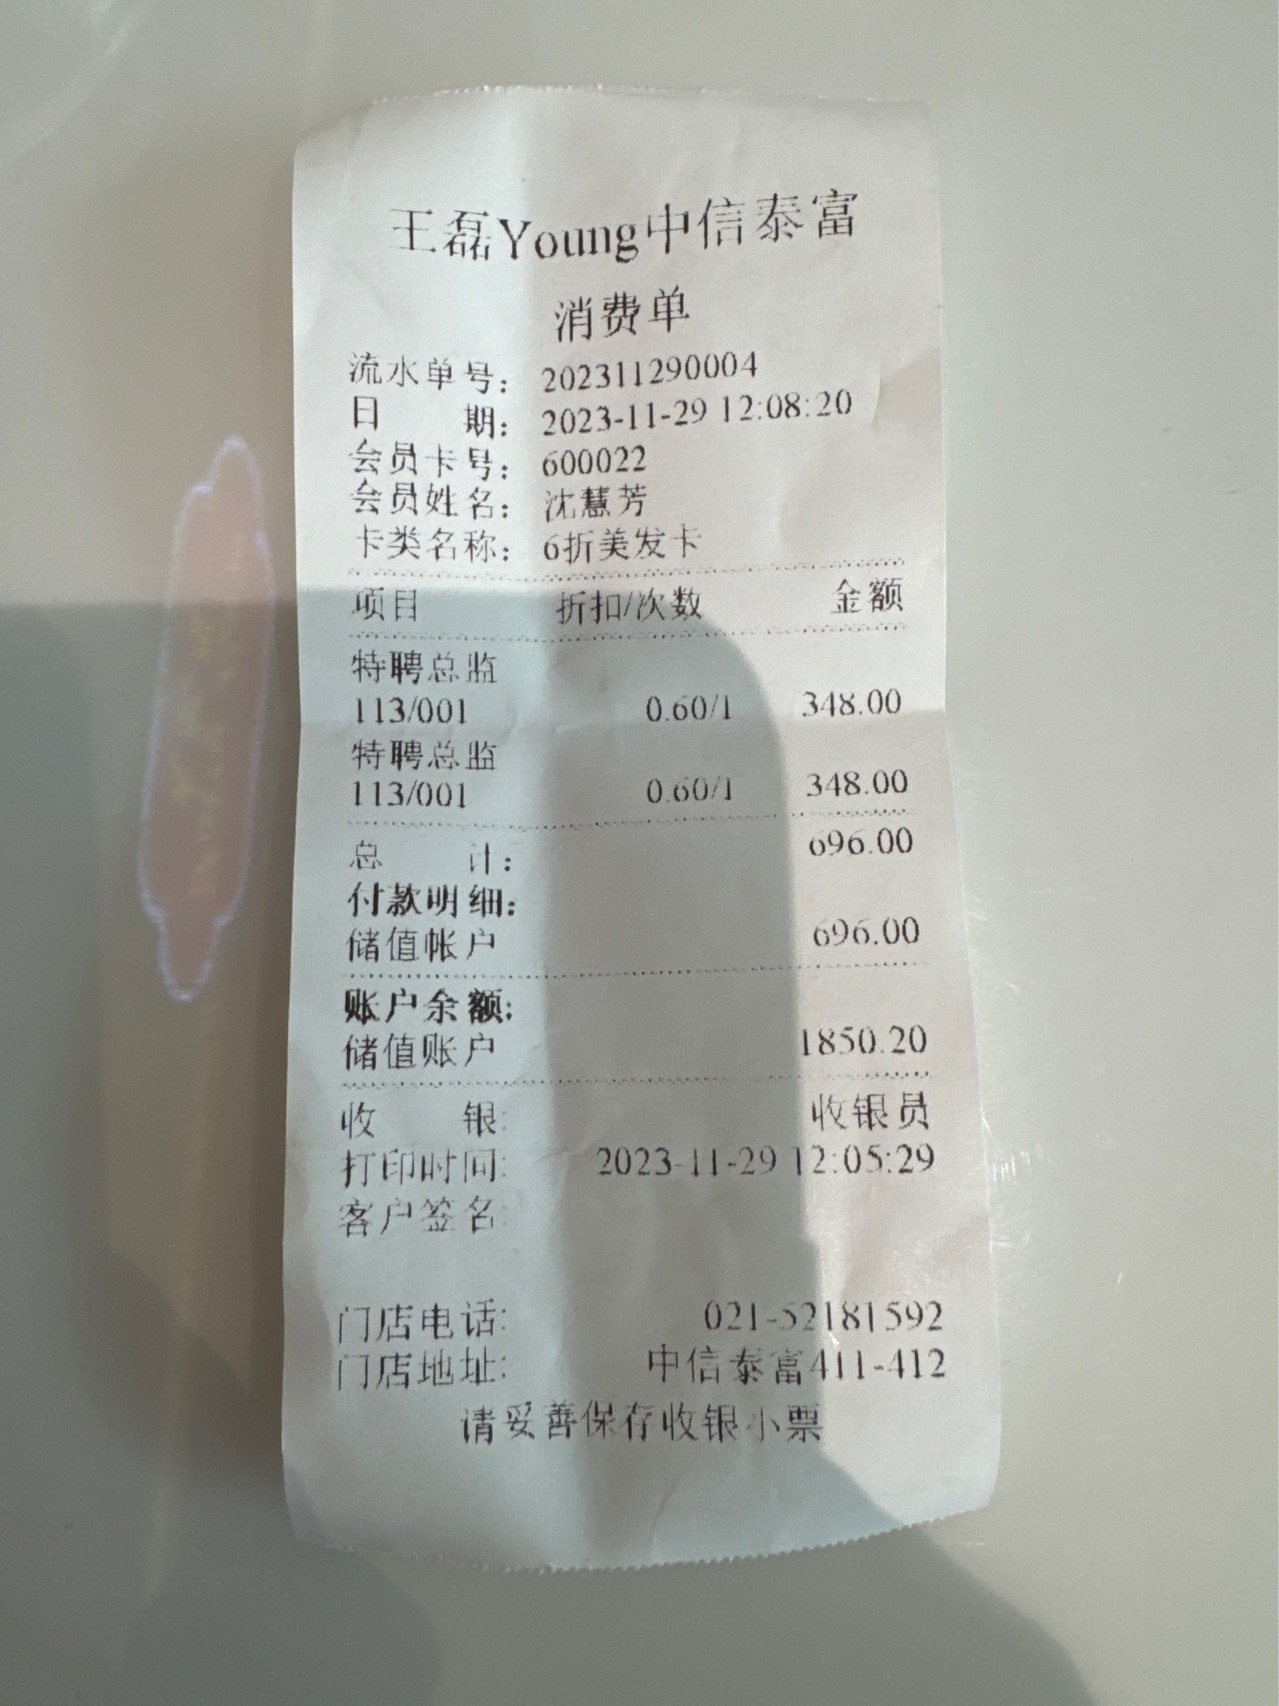 王磊Young中信泰富
消费单
流水单号: 202311290004
日 期: 2023-11-29 12:08:20
会员卡号: 600022
会员姓名: 沈慧芳
卡类名称: 6折美发卡
项目 折扣/次数 金额
特聘总监
113/001 0.60/1 348.00
特聘总监
113/001 0.60/1 348.00
总 计: 696.00
付款明细:
储值帐户 696.00
账户余额:
储值账户 1850.20
收 银: 收银员
打印时间: 2023-11-29 12:05:29
客户签名:
门店电话: 021-52181592
门店地址: 中信泰富411-412
请妥善保存收银小票